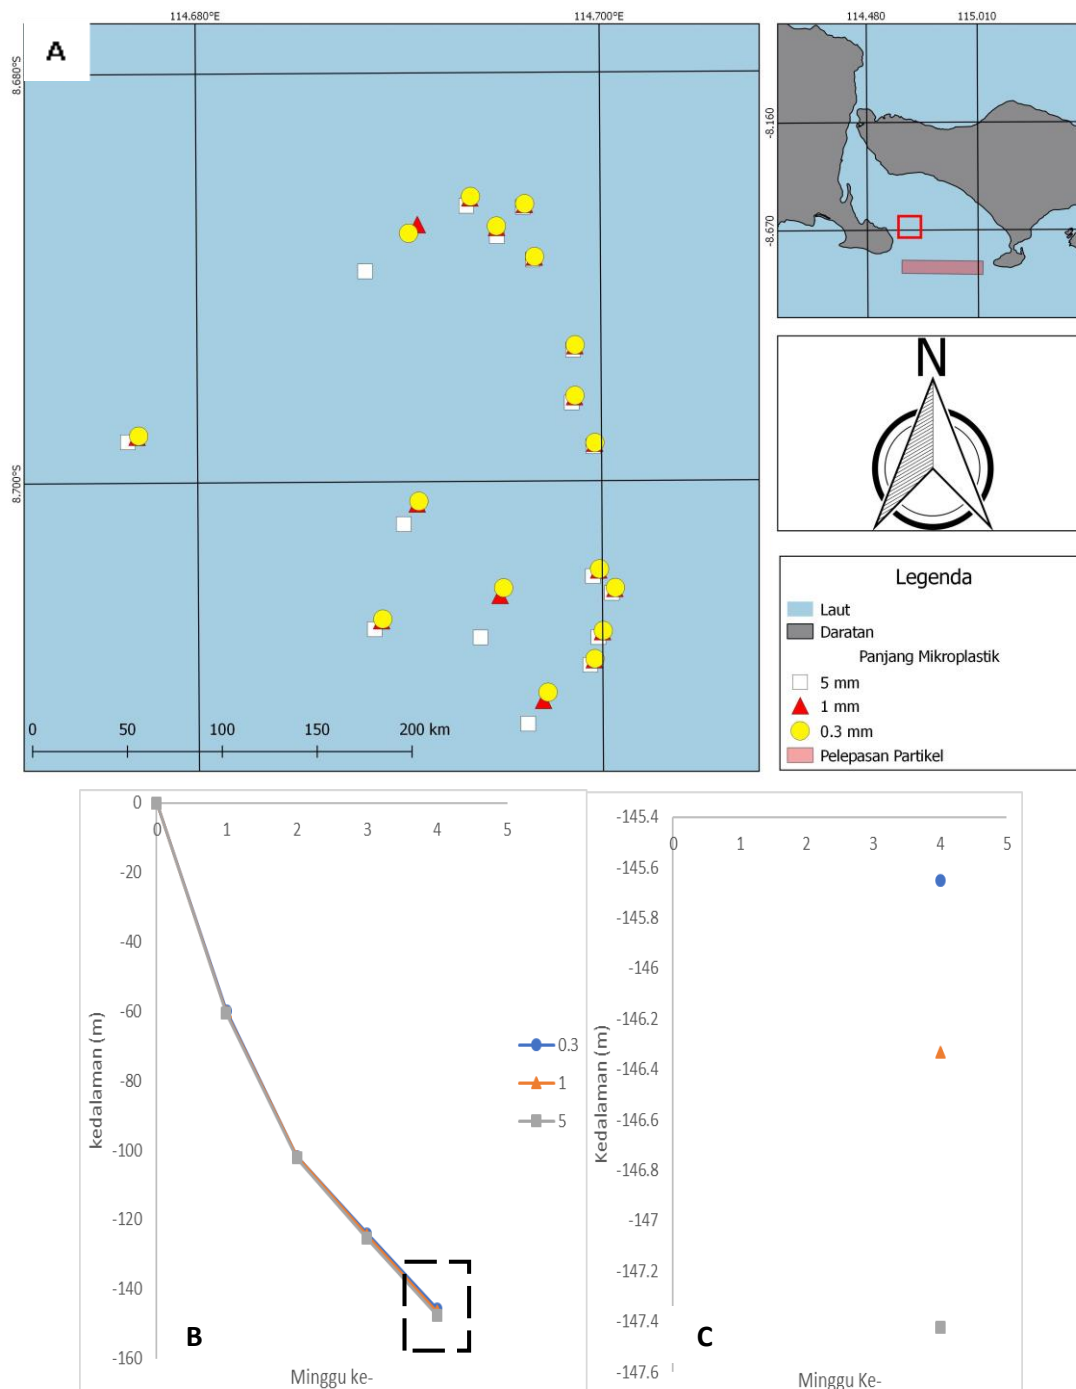 114.680°E 114.700°E
A
8.680°S
8.700°S
0 50 100 150 200 km
114.480 115.010
-8.160
-8.670
N
Legenda
Laut
Daratan
Panjang Mikroplastik
5 mm
1 mm
0.3 mm
Pelepasan Partikel
0
0 1 2 3 4 5
-20
-40
-60
-80
-100
-120
-140
-160
kedalaman (m)
Minggu ke-
0.3
1
5
B
-145.4
0 1 2 3 4 5
-145.6
-145.8
-146
-146.2
-146.4
-146.6
-146.8
-147
-147.2
-147.4
-147.6
Kedalaman (m)
Minggu Ke-
C